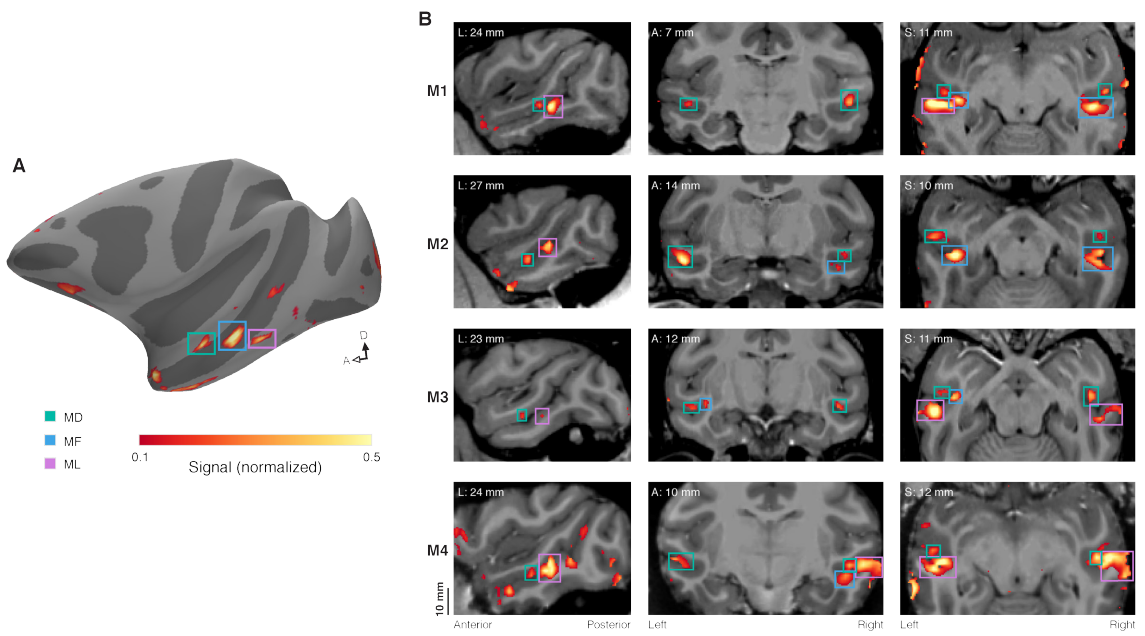 B
L: 24 mm
A: 7 mm
S: 11 mm
M1
A
L: 27 mm
A: 14 mm
S: 10 mm
M2
D
A
MD
MF
ML
0.1
0.5
Signal (normalized)
L: 23 mm
A: 12 mm
S: 11 mm
M3
L: 24 mm
A: 10 mm
S: 12 mm
M4
10 mm
Anterior
Posterior
Left
Right
Left
Right